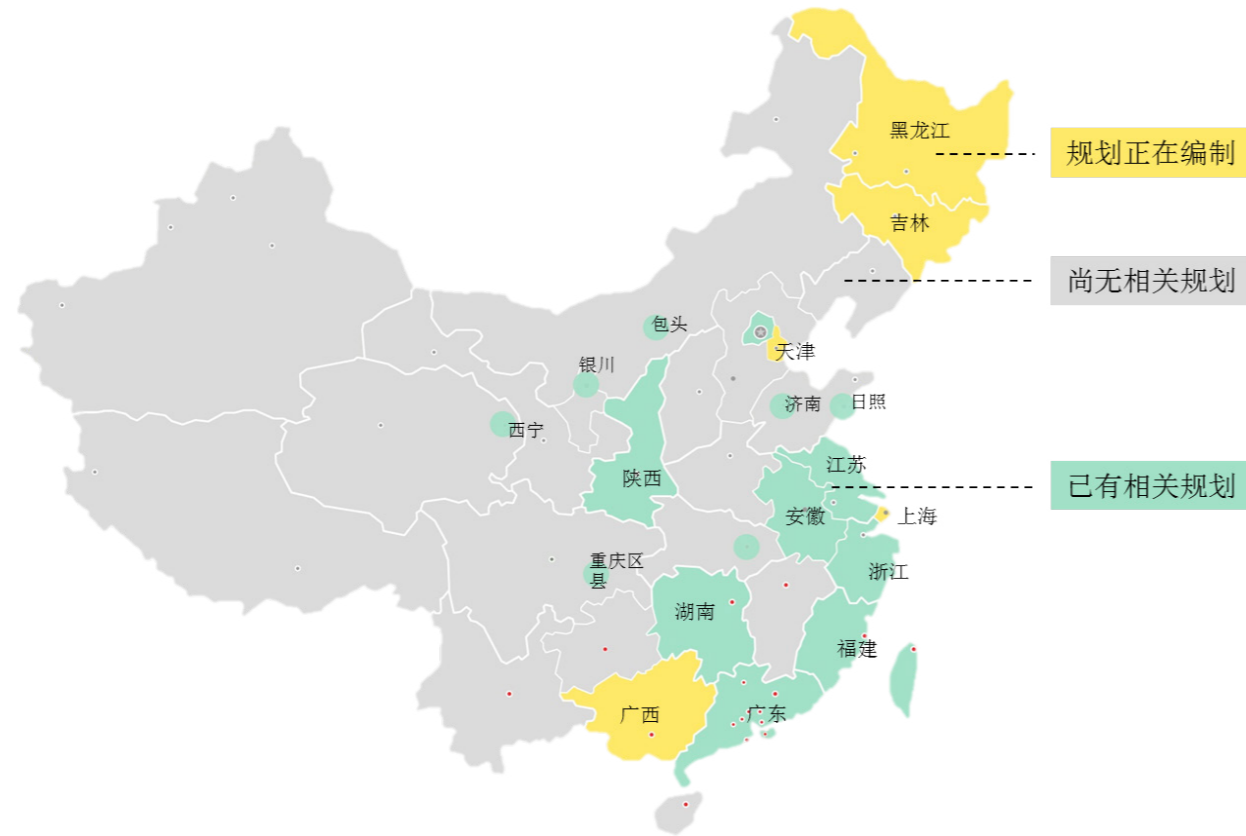 黑龙江
规划正在编制
吉林
尚无相关规划
包头
天津
银川
济南
日照
西宁
江苏
陕西
已有相关规划
安徽
上海
重庆区
县
浙江
湖南
福建
广西
广东